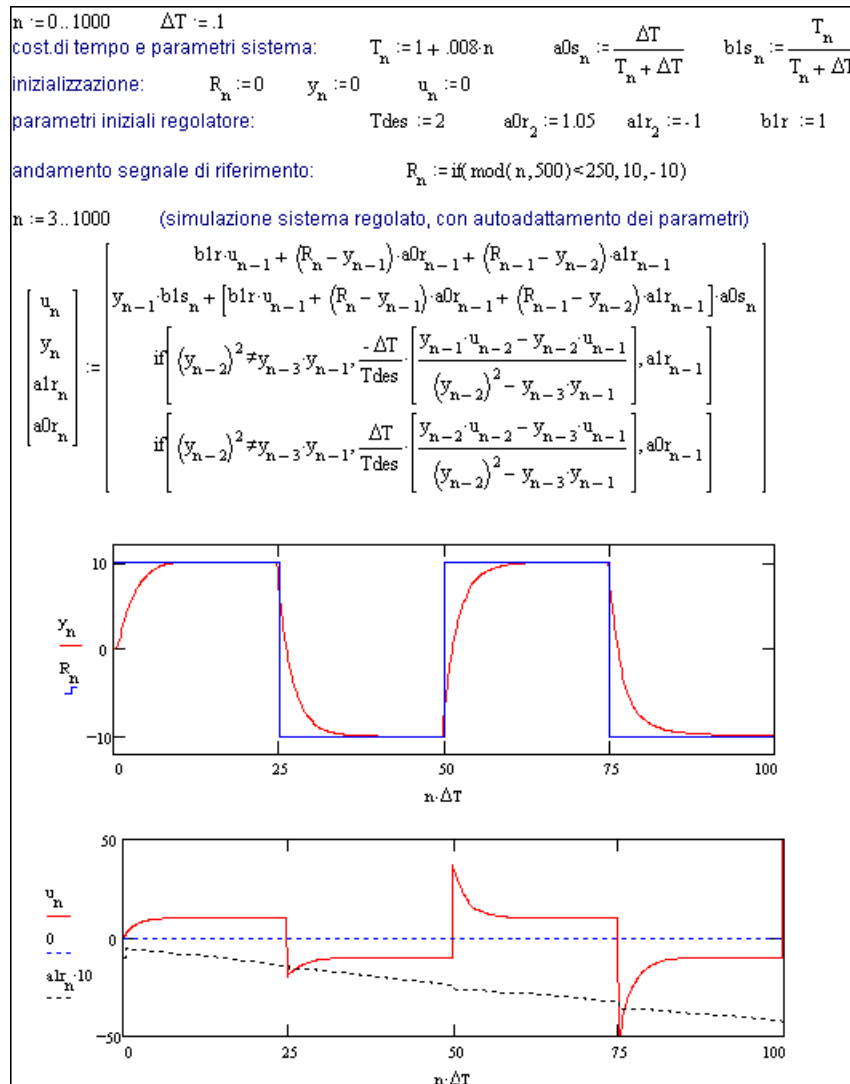 n := 0..1000 ΔT := .1
cost.di tempo e parametri sistema: T_n := 1 + .008·n a0s_n := ΔT / (T_n + ΔT) b1s_n := T_n / (T_n + ΔT
inizializzazione: R_n := 0 y_n := 0 u_n := 0
parametri iniziali regolatore: Tdes := 2 a0r_2 := 1.05 a1r_2 := -1 b1r := 1
andamento segnale di riferimento: R_n := if(mod(n,500)<250,10,-10)
n := 3..1000 (simulazione sistema regolato, con autoadattamento dei parametri)
[u_n y_n a1r_n a0r_n] :=
b1r·u_{n-1} + (R_n - y_{n-1})·a0r_{n-1} + (R_{n-1} - y_{n-2})·a1r_{n-1}
y_{n-1}·b1s_n + [b1r·u_{n-1} + (R_n - y_{n-1})·a0r_{n-1} + (R_{n-1} - y_{n-2})·a1r_{n-1}]·a0s_n
if[(y_{n-2})^2 ≠ y_{n-3}·y_{n-1}, -ΔT/Tdes·[(y_{n-1}·u_{n-2} - y_{n-2}·u_{n-1}) / ((y_{n-2})^2 - y_{n-3}·y_{n-1})], a1r_{n-1}]
if[(y_{n-2})^2 ≠ y_{n-3}·y_{n-1}, ΔT/Tdes·[(y_{n-2}·u_{n-2} - y_{n-3}·u_{n-1}) / ((y_{n-2})^2 - y_{n-3}·y_{n-1})], a0r_{n-1}]
10
y_n
0
R_n
-10
0 25 50 75 100
n·ΔT
50
u_n
0
0
a1r_n·10
-50
0 25 50 75 100
n·ΔT